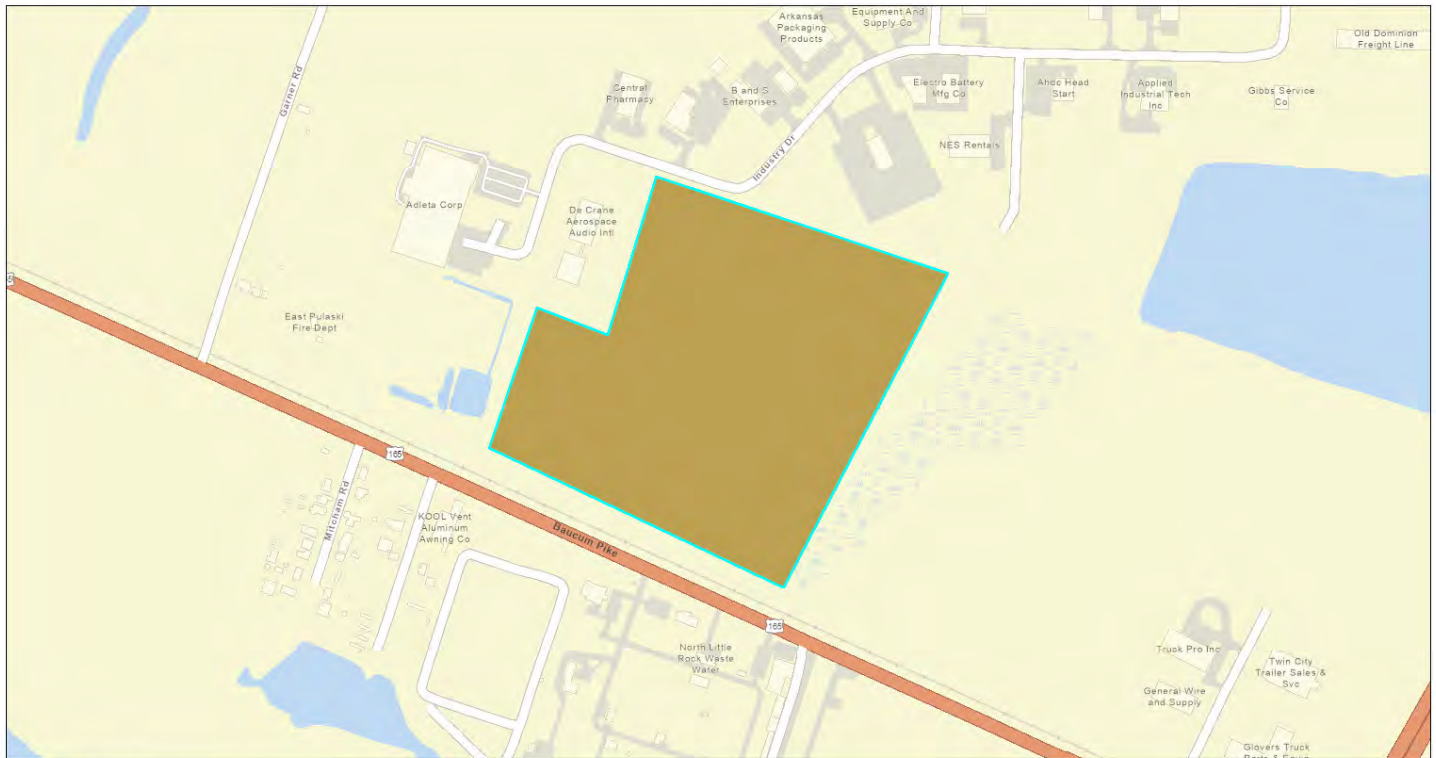 Equipment And
Supply Co
Arkansas
Packaging
Products
Old Dominion
Freight Line
Garner Rd
Central
Pharmacy
B and S
Enterprises
Electro Battery
Mfg Co
Ahoc Head
Start
Applied
Industrial Tech
Inc
Gibbs Service
Co
Industry Dr
NES Rentals
Adleta Corp
De Crane
Aerospace
Audio Intl
5
East Pulaski
Fire Dept
165
Mitcham Rd
KOOL Vent
Aluminum
Awning Co
Baucum Pike
165
North Little
Rock Waste
Water
Truck Pro Inc
Twin City
Trailer Sales &
Svc
General Wire
and Supply
Glovers Truck
Parts & Equip